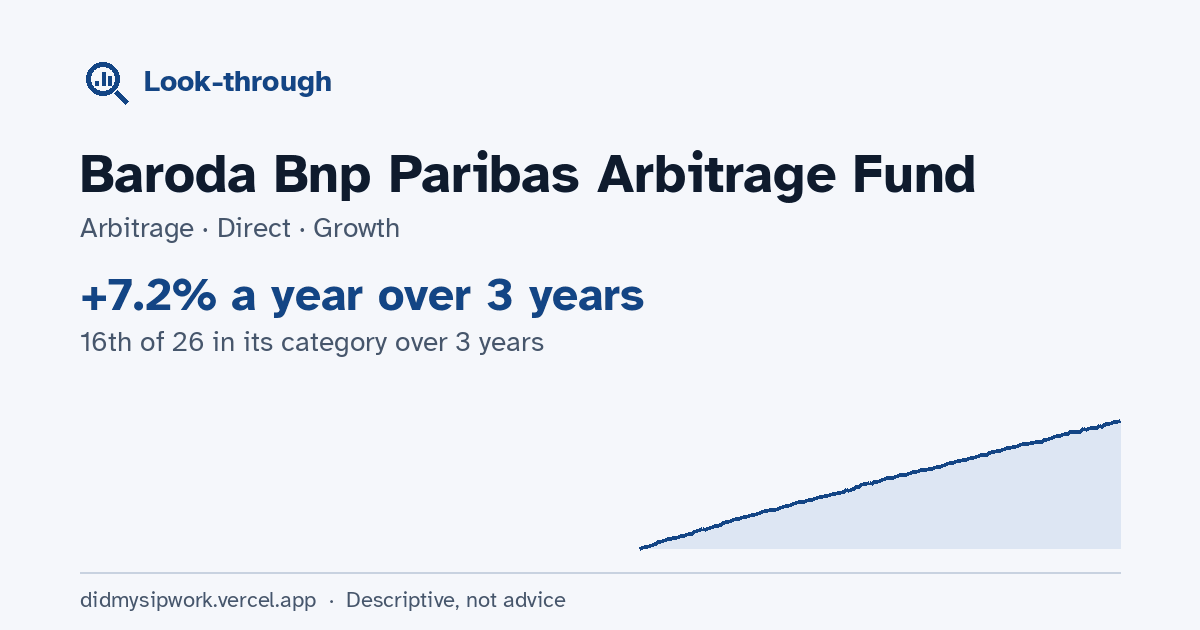 Look-through
Baroda Bnp Paribas Arbitrage Fund
Arbitrage · Direct · Growth
+7.2% a year over 3 years
16th of 26 in its category over 3 years
didmysipwork.vercel.app · Descriptive, not advice